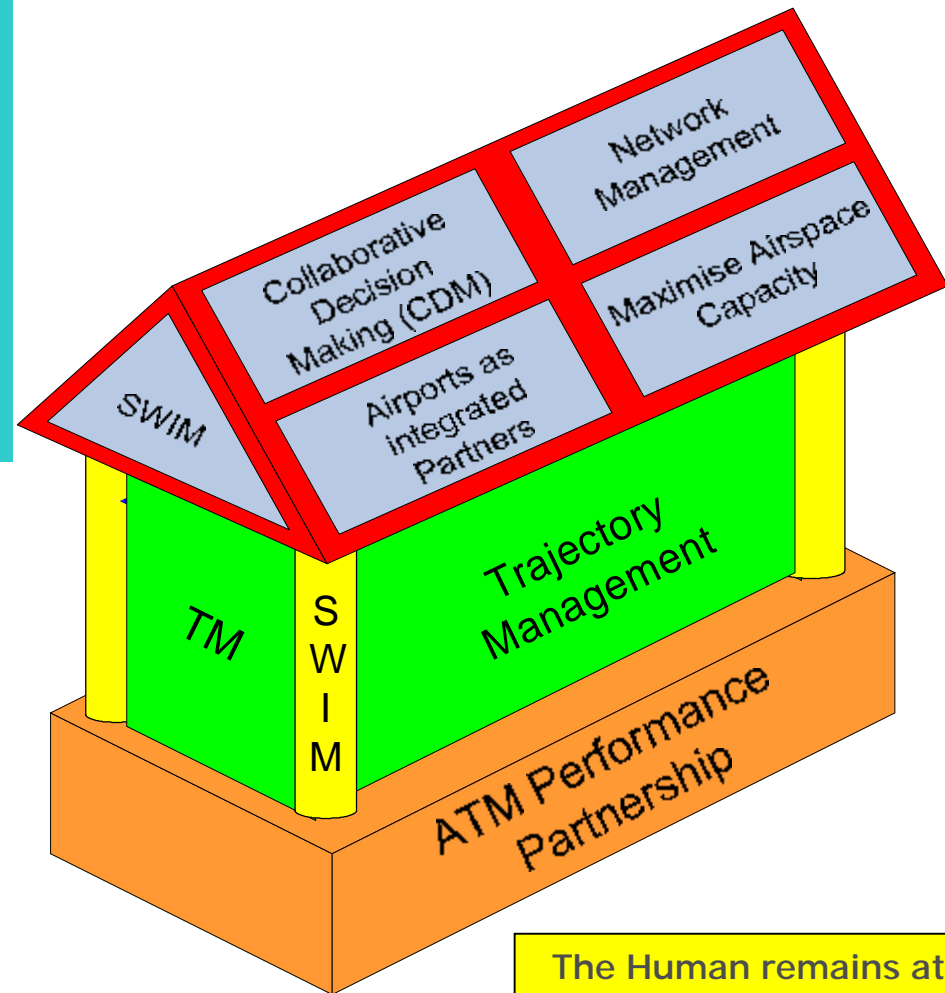 Network
Management
Collaborative
Decision
Making (CDM)
Maximise Airspace
Capacity
Airports as
integrated
Partners
SWIM
Trajectory
Management
TM
S
W
I
M
ATM Performance
Partnership
The Human remains at